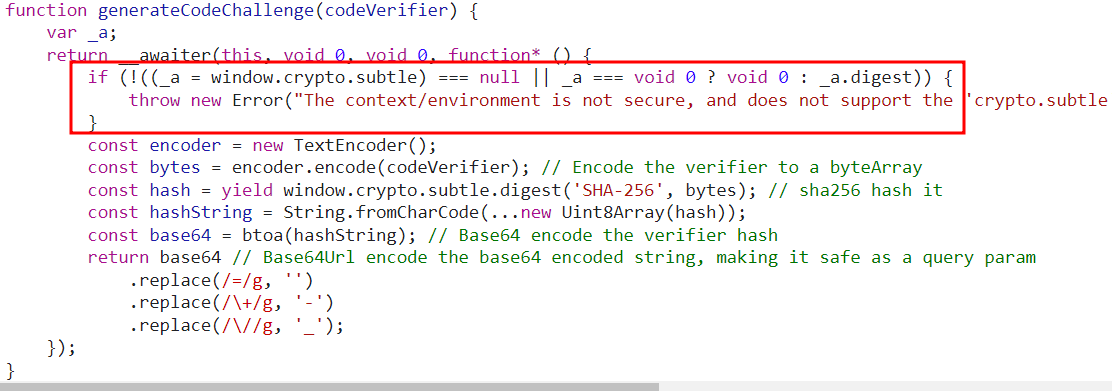 function generateCodeChallenge(codeVerifier) {
    var _a;
    return __awaiter(this, void 0, void 0, function* () {
        if (!((_a = window.crypto.subtle) === null || _a === void 0 ? void 0 : _a.digest)) {
            throw new Error("The context/environment is not secure, and does not support the 'crypto.subtle
        }
        const encoder = new TextEncoder();
        const bytes = encoder.encode(codeVerifier); // Encode the verifier to a byteArray
        const hash = yield window.crypto.subtle.digest('SHA-256', bytes); // sha256 hash it
        const hashString = String.fromCharCode(...new Uint8Array(hash));
        const base64 = btoa(hashString); // Base64 encode the verifier hash
        return base64 // Base64Url encode the base64 encoded string, making it safe as a query param
            .replace(/=/g, '')
            .replace(/\+/g, '-')
            .replace(/\//g, '_');
    });
}